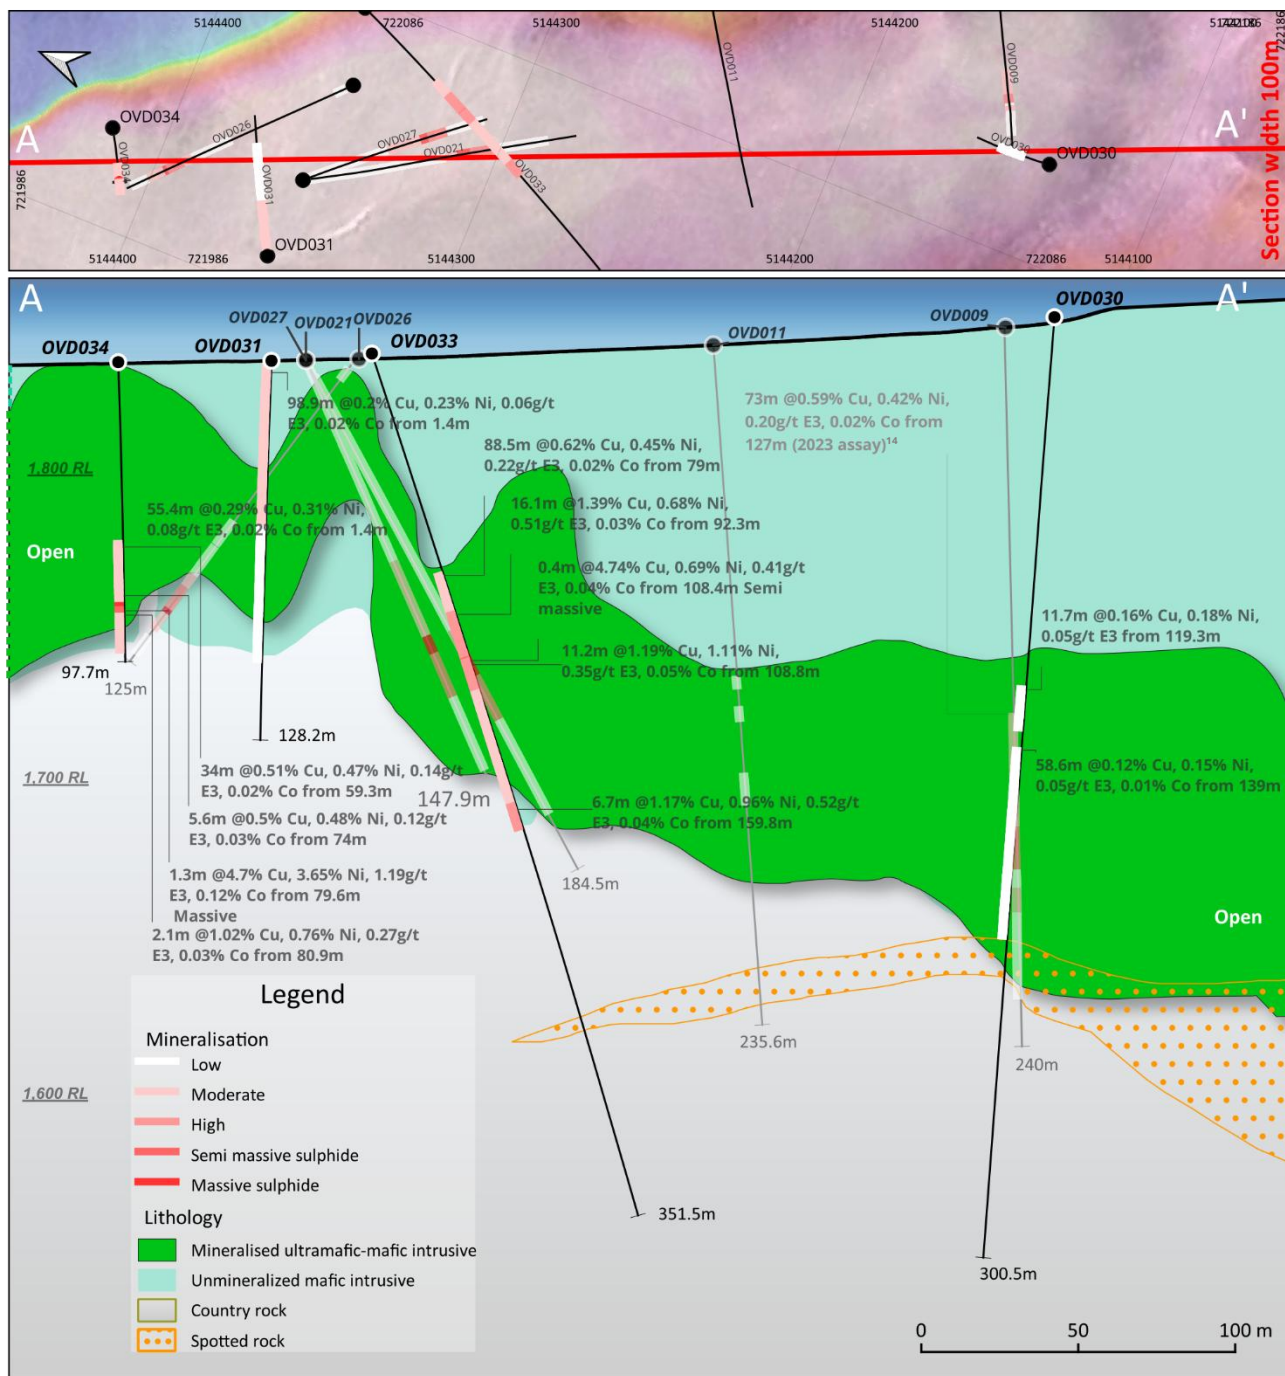 5144400
722086
5144300
5144200
5144100
722186
722186
OVD034
OVD026
OVD034
OVD031
OVD031
OVD027
OVD021
OVD033
OVD011
OVD009
OVD030
OVD030
A
A'
721986
5144400
721986
5144300
5144200
722086
5144100
Section width 100m
A
A'
OVD034
OVD031
OVD027
OVD021
OVD026
OVD033
OVD011
OVD009
OVD030
98.9m @0.2% Cu, 0.23% Ni, 0.06g/t
E3, 0.02% Co from 1.4m
88.5m @0.62% Cu, 0.45% Ni,
0.22g/t E3, 0.02% Co from 79m
73m @0.59% Cu, 0.42% Ni,
0.20g/t E3, 0.02% Co from
127m (2023 assay)¹⁴
1,800 RL
55.4m @0.29% Cu, 0.31% Ni,
0.08g/t E3, 0.02% Co from 1.4m
16.1m @1.39% Cu, 0.68% Ni,
0.51g/t E3, 0.03% Co from 92.3m
Open
0.4m @4.74% Cu, 0.69% Ni, 0.41g/t
E3, 0.04% Co from 108.4m Semi
massive
11.7m @0.16% Cu, 0.18% Ni,
0.05g/t E3 from 119.3m
11.2m @1.19% Cu, 1.11% Ni,
0.35g/t E3, 0.05% Co from 108.8m
97.7m
125m
128.2m
34m @0.51% Cu, 0.47% Ni, 0.14g/t
E3, 0.02% Co from 59.3m
58.6m @0.12% Cu, 0.15% Ni,
0.05g/t E3, 0.01% Co from 139m
1,700 RL
147.9m
5.6m @0.5% Cu, 0.48% Ni, 0.12g/t
E3, 0.03% Co from 74m
6.7m @1.17% Cu, 0.96% Ni, 0.52g/t
E3, 0.04% Co from 159.8m
1.3m @4.7% Cu, 3.65% Ni, 1.19g/t
E3, 0.12% Co from 79.6m
Massive
184.5m
2.1m @1.02% Cu, 0.76% Ni, 0.27g/t
E3, 0.03% Co from 80.9m
Open
235.6m
240m
1,600 RL
351.5m
300.5m
Legend
Mineralisation
Low
Moderate
High
Semi massive sulphide
Massive sulphide
Lithology
Mineralised ultramafic-mafic intrusive
Unmineralized mafic intrusive
Country rock
Spotted rock
0
50
100 m